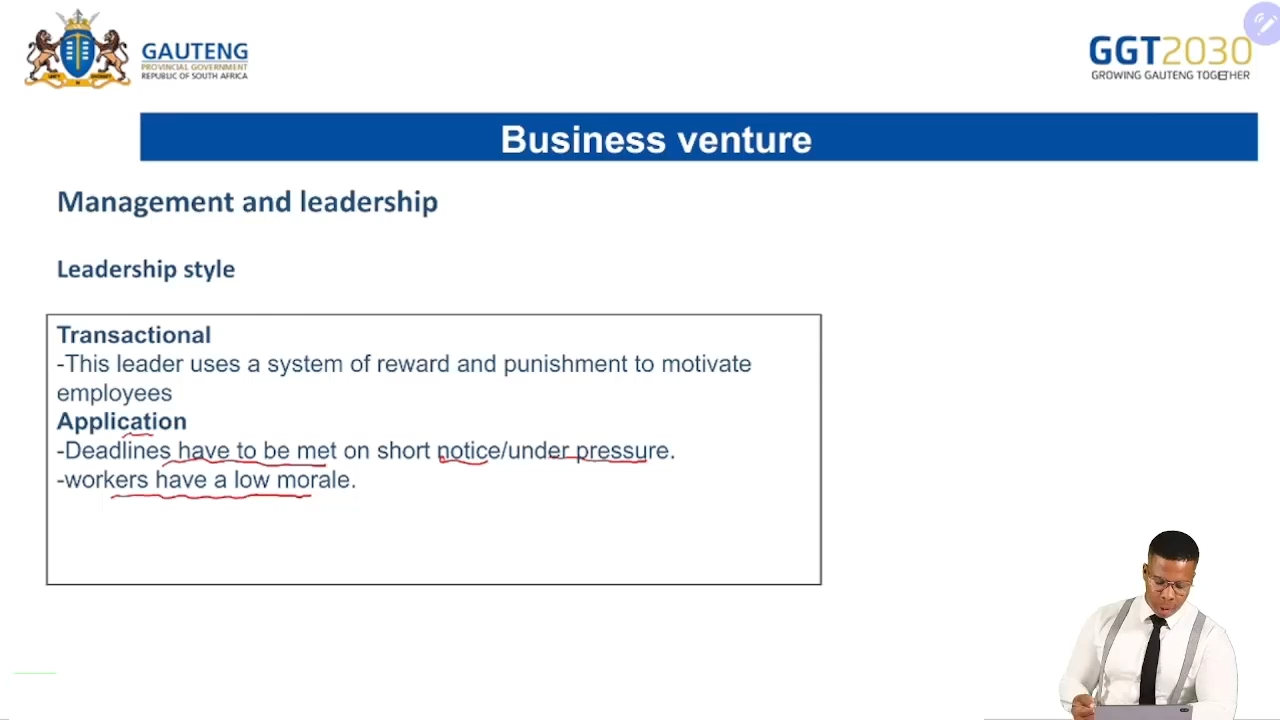 GAUTENG
PROVINCIAL GOVERNMENT
REPUBLIC OF SOUTH AFRICA
GGT2030
GROWING GAUTENG TOGETHER
Business venture
Management and leadership
Leadership style
Transactional
-This leader uses a system of reward and punishment to motivate
employees
Application
-Deadlines have to be met on short notice/under pressure.
-workers have a low morale.